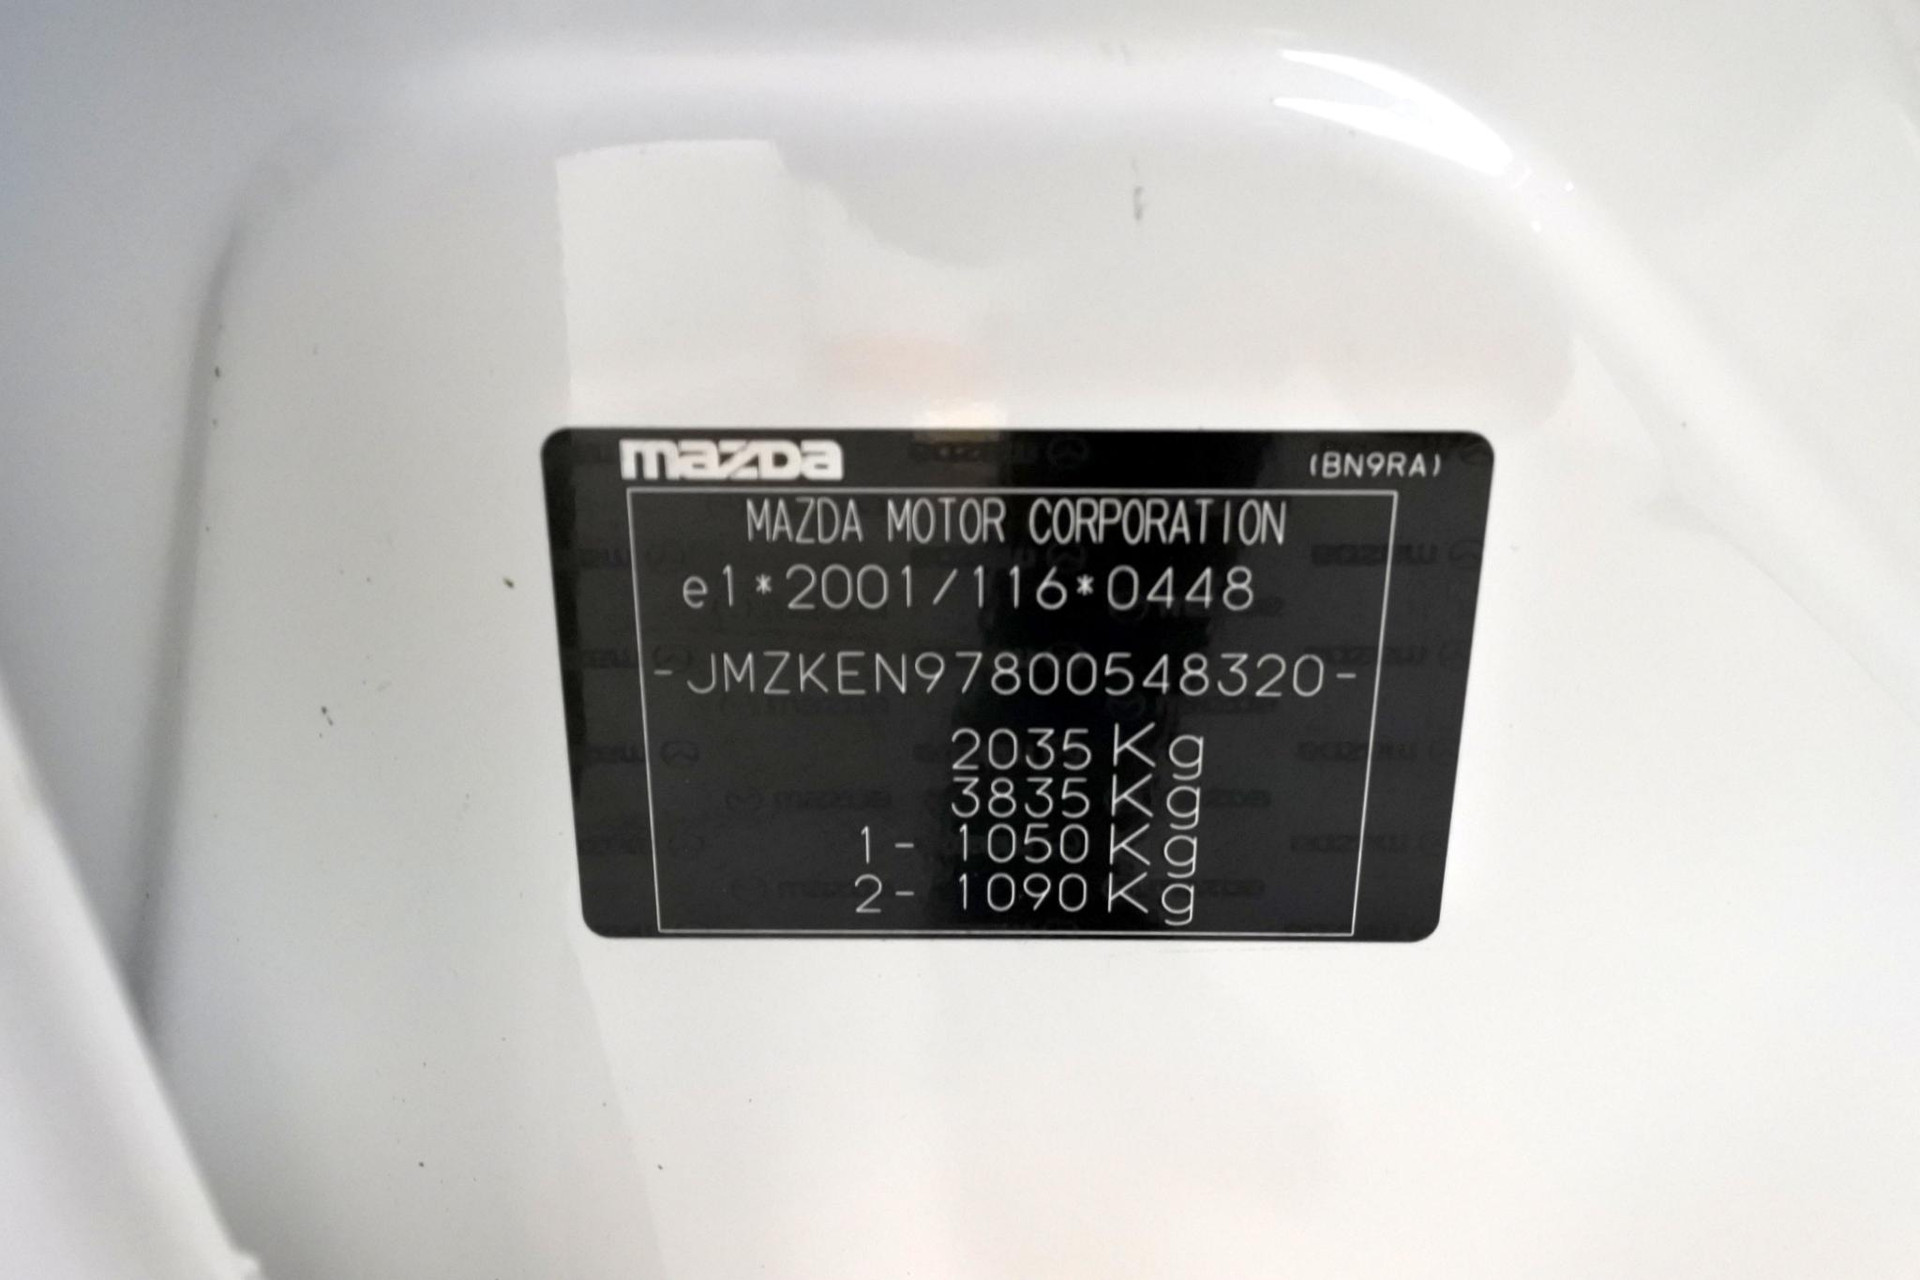 mazda (BN9RA)
MAZDA MOTOR CORPORATION
e1*2001/116*0448
-JMZKEN97800548320-
2035 Kg
3835 Kg
1- 1050 Kg
2- 1090 Kg